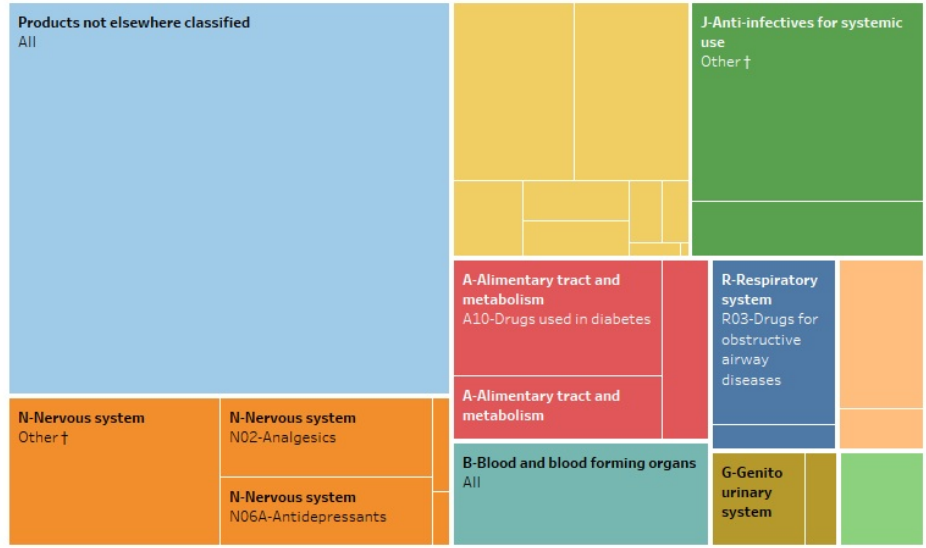 Products not elsewhere classified
All
J-Anti-infectives for systemic
use
Other †
A-Alimentary tract and
metabolism
A10-Drugs used in diabetes
A-Alimentary tract and
metabolism
R-Respiratory
system
R03-Drugs for
obstructive
airway
diseases
N-Nervous system
Other †
N-Nervous system
N02-Analgesics
N-Nervous system
N06A-Antidepressants
B-Blood and blood forming organs
All
G-Genito
urinary
system